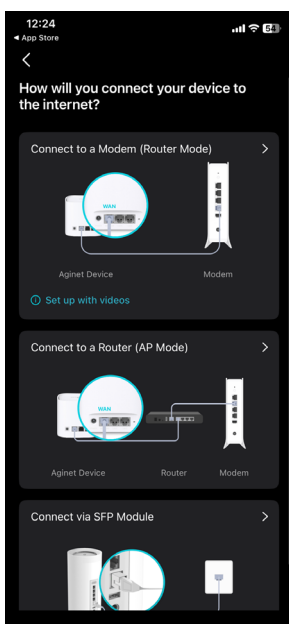 12:24
54
◀ App Store
How will you connect your device to
the internet?
Connect to a Modem (Router Mode)
WAN
Aginet Device
Modem
Set up with videos
Connect to a Router (AP Mode)
WAN
Aginet Device
Router
Modem
Connect via SFP Module